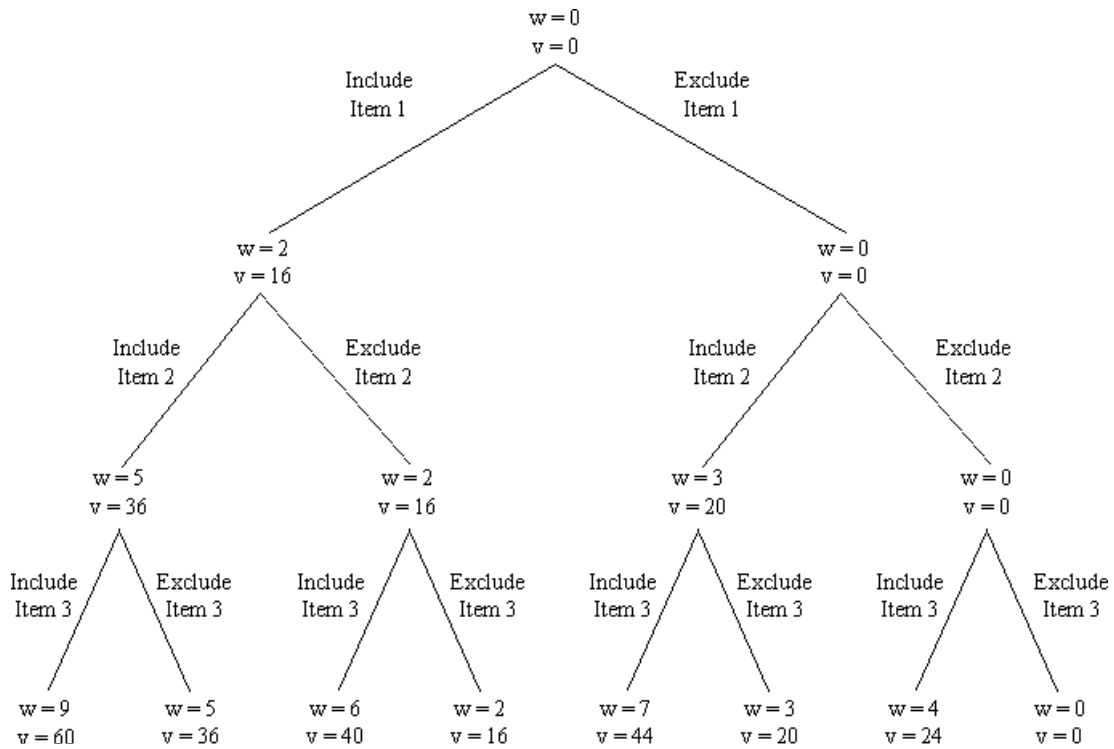 w = 0
v = 0
Include
Item 1
Exclude
Item 1
w = 2
v = 16
w = 0
v = 0
Include
Item 2
Exclude
Item 2
Include
Item 2
Exclude
Item 2
w = 5
v = 36
w = 2
v = 16
w = 3
v = 20
w = 0
v = 0
Include
Item 3
Exclude
Item 3
Include
Item 3
Exclude
Item 3
Include
Item 3
Exclude
Item 3
Include
Item 3
Exclude
Item 3
w = 9
v = 60
w = 5
v = 36
w = 6
v = 40
w = 2
v = 16
w = 7
v = 44
w = 3
v = 20
w = 4
v = 24
w = 0
v = 0